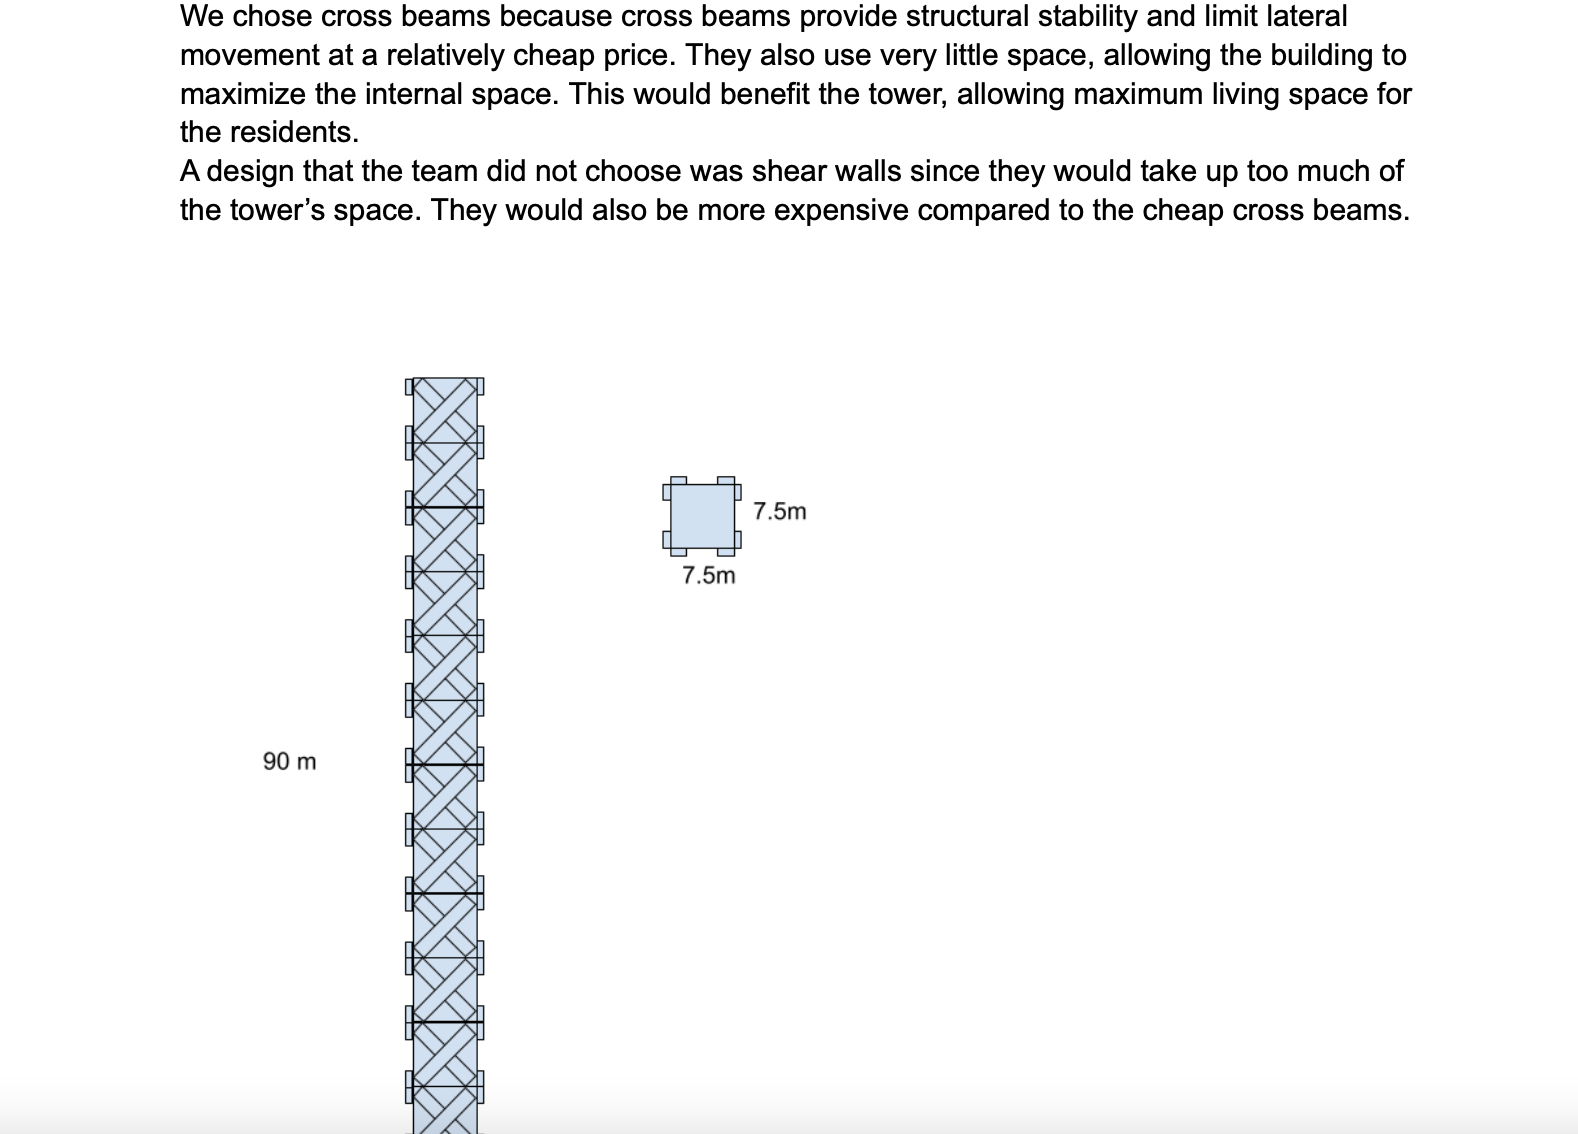 We chose cross beams because cross beams provide structural stability and limit lateral
movement at a relatively cheap price. They also use very little space, allowing the building to
maximize the internal space. This would benefit the tower, allowing maximum living space for
the residents.
A design that the team did not choose was shear walls since they would take up too much of
the tower’s space. They would also be more expensive compared to the cheap cross beams.
7.5m
7.5m
90 m